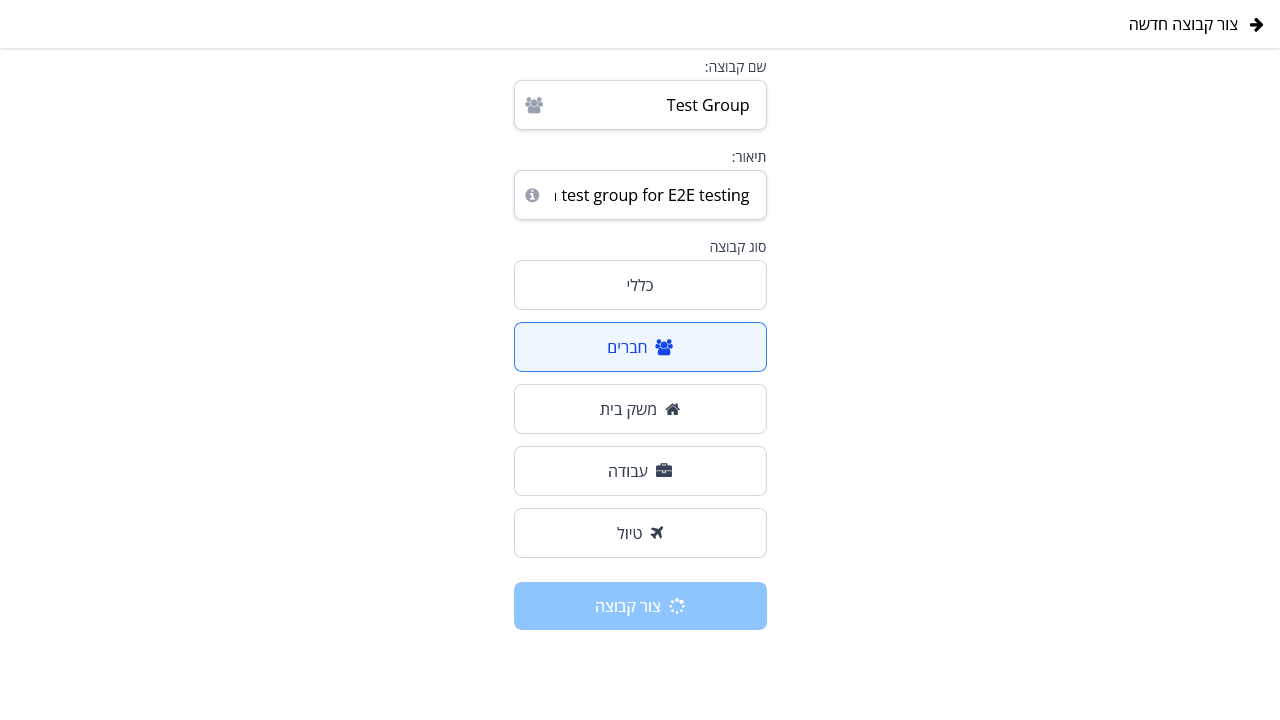 צור קבוצה חדשה
שם קבוצה:
Test Group
תיאור:
test group for E2E testing
סוג קבוצה
כללי
חברים
משק בית
עבודה
טיול
צור קבוצה